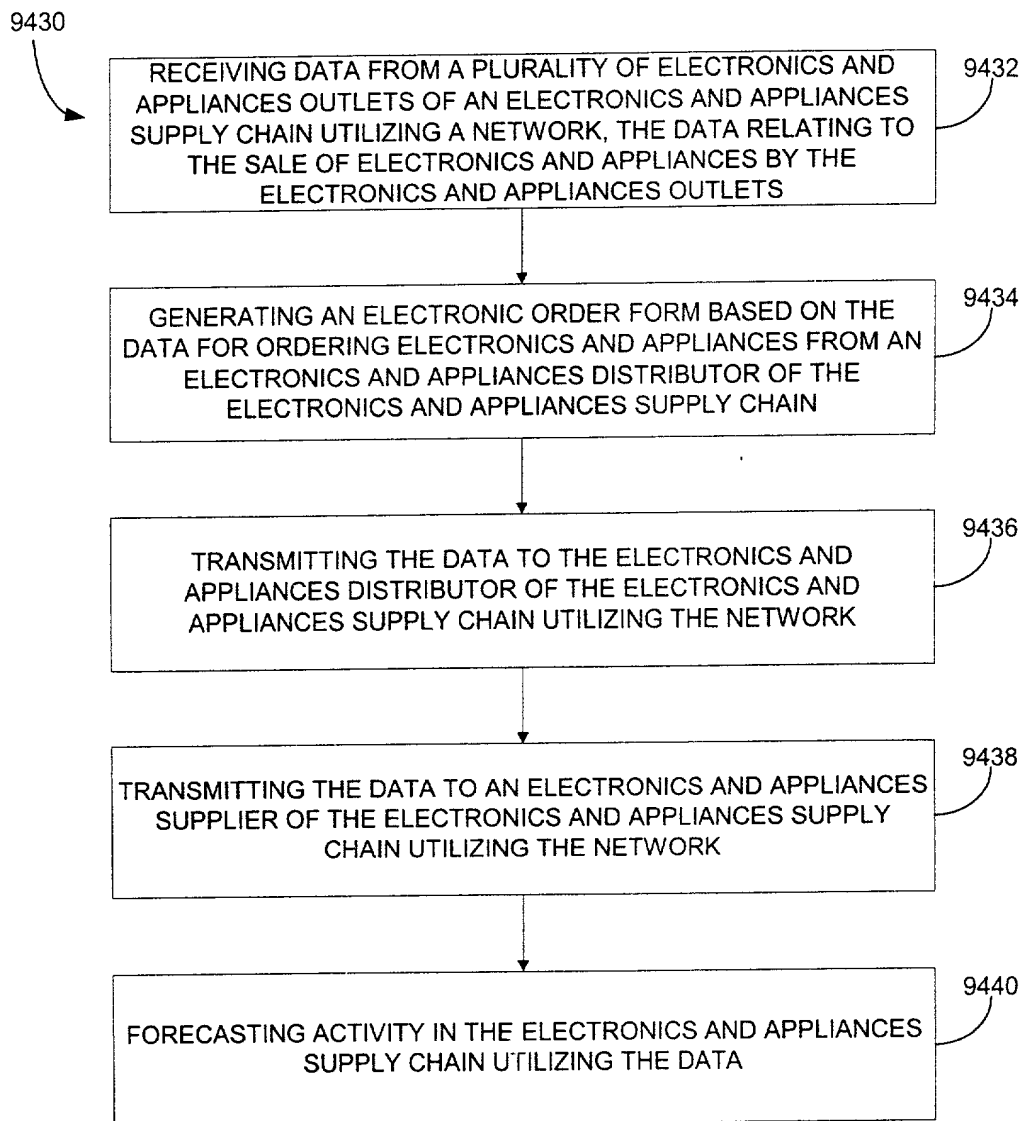 9430
RECEIVING DATA FROM A PLURALITY OF ELECTRONICS AND
APPLIANCES OUTLETS OF AN ELECTRONICS AND APPLIANCES
SUPPLY CHAIN UTILIZING A NETWORK, THE DATA RELATING TO
THE SALE OF ELECTRONICS AND APPLIANCES BY THE
ELECTRONICS AND APPLIANCES OUTLETS
9432
GENERATING AN ELECTRONIC ORDER FORM BASED ON THE
DATA FOR ORDERING ELECTRONICS AND APPLIANCES FROM AN
ELECTRONICS AND APPLIANCES DISTRIBUTOR OF THE
ELECTRONICS AND APPLIANCES SUPPLY CHAIN
9434
TRANSMITTING THE DATA TO THE ELECTRONICS AND
APPLIANCES DISTRIBUTOR OF THE ELECTRONICS AND
APPLIANCES SUPPLY CHAIN UTILIZING THE NETWORK
9436
TRANSMITTING THE DATA TO AN ELECTRONICS AND APPLIANCES
SUPPLIER OF THE ELECTRONICS AND APPLIANCES SUPPLY
CHAIN UTILIZING THE NETWORK
9438
FORECASTING ACTIVITY IN THE ELECTRONICS AND APPLIANCES
SUPPLY CHAIN UTILIZING THE DATA
9440